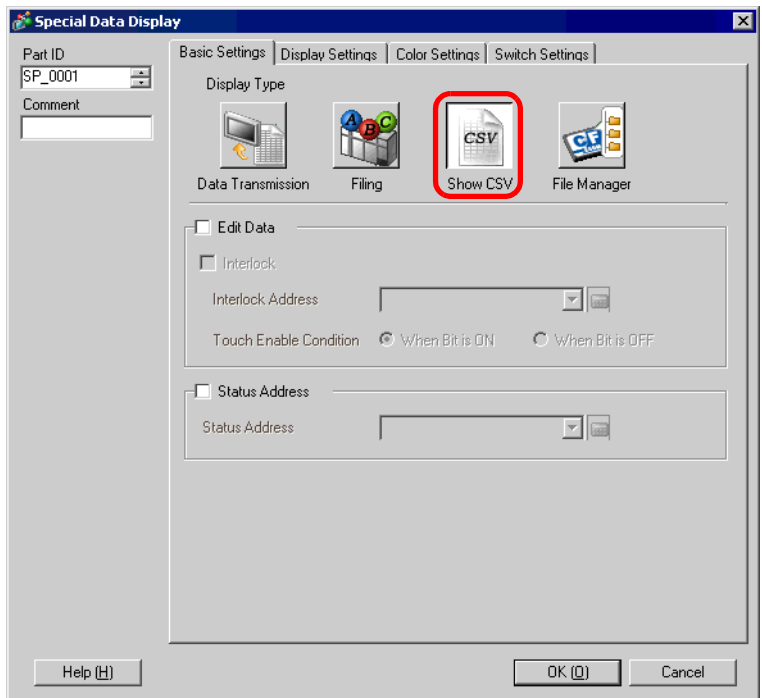 Special Data Display
Part ID
SP_0001
Comment
Basic Settings Display Settings Color Settings Switch Settings
Display Type
A B C CSV CF
Data Transmission Filing Show CSV File Manager
Edit Data
Interlock
Interlock Address
Touch Enable Condition When Bit is ON When Bit is OFF
Status Address
Status Address
Help (H) OK (O) Cancel